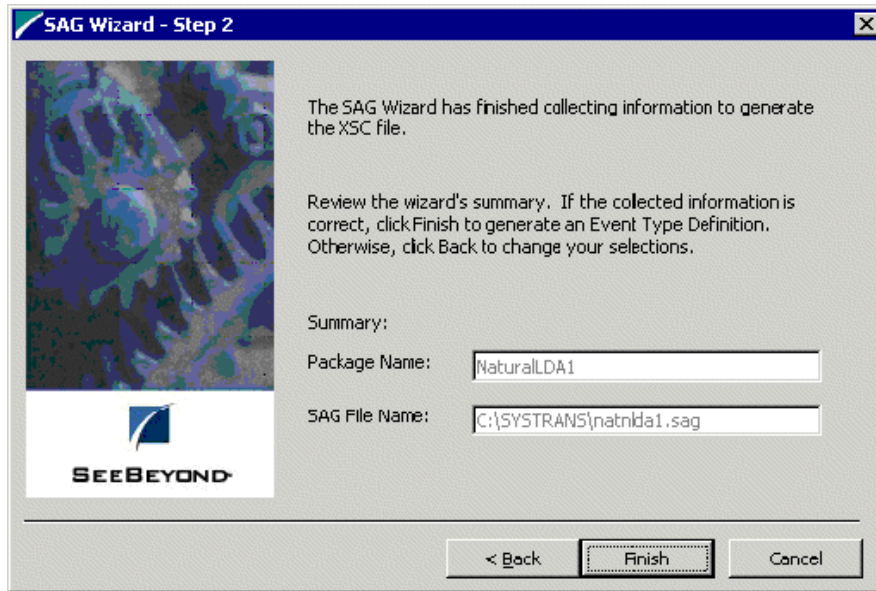 SAG Wizard - Step 2
The SAG Wizard has finished collecting information to generate
the XSC file.
Review the wizard's summary. If the collected information is
correct, click Finish to generate an Event Type Definition.
Otherwise, click Back to change your selections.
Summary:
Package Name:
NaturalLDA1
SAG File Name:
C:\SYSTRANS\natnlda1.sag
SEEBEYOND
< Back
Finish
Cancel